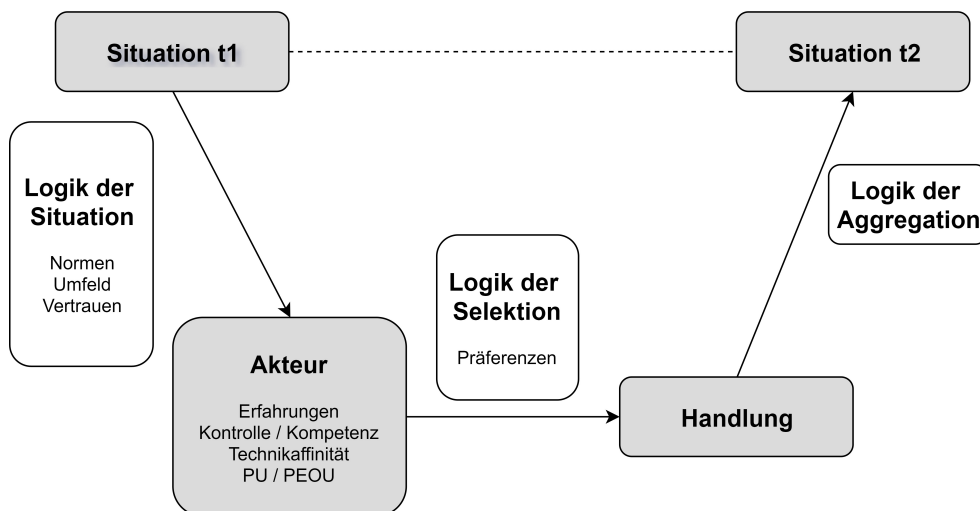 Situation t1
Situation t2
Logik der
Situation
Normen
Umfeld
Vertrauen
Logik der
Aggregation
Logik der
Selektion
Präferenzen
Akteur
Erfahrungen
Kontrolle / Kompetenz
Technikaffinität
PU / PEOU
Handlung